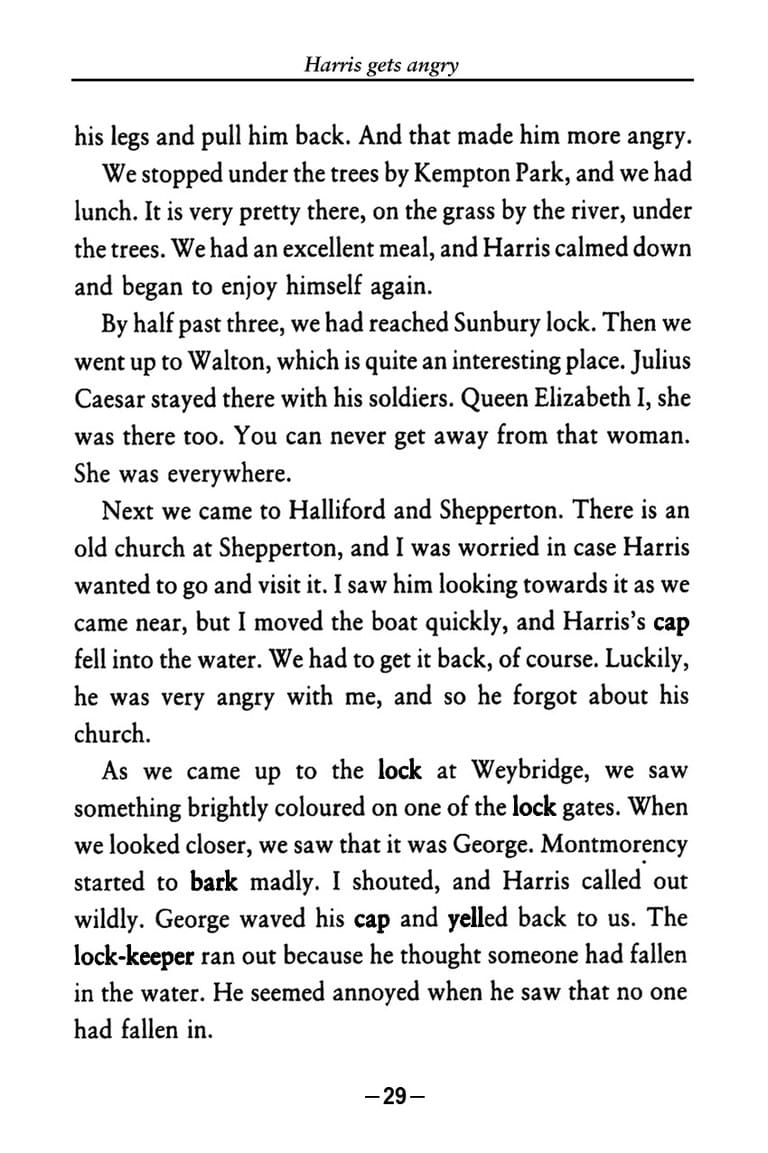 Harris gets angry
his legs and pull him back. And that made him more angry.
We stopped under the trees by Kempton Park, and we had
lunch. It is very pretty there, on the grass by the river, under
the trees. We had an excellent meal, and Harris calmed down
and began to enjoy himself again.
By half past three, we had reached Sunbury lock. Then we
went up to Walton, which is quite an interesting place. Julius
Caesar stayed there with his soldiers. Queen Elizabeth I, she
was there too. You can never get away from that woman.
She was everywhere.
Next we came to Halliford and Shepperton. There is an
old church at Shepperton, and I was worried in case Harris
wanted to go and visit it. I saw him looking towards it as we
came near, but I moved the boat quickly, and Harris's cap
fell into the water. We had to get it back, of course. Luckily,
he was very angry with me, and so he forgot about his
church.
As we came up to the lock at Weybridge, we saw
something brightly coloured on one of the lock gates. When
we looked closer, we saw that it was George. Montmorency
started to bark madly. I shouted, and Harris called out
wildly. George waved his cap and yelled back to us. The
lock-keeper ran out because he thought someone had fallen
in the water. He seemed annoyed when he saw that no one
had fallen in.
–29–